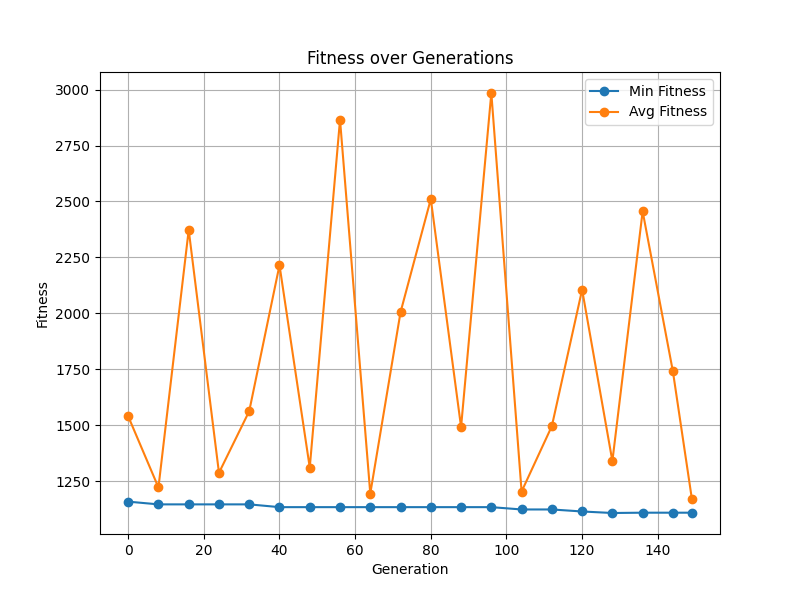 Fitness over Generations
Min Fitness
Avg Fitness
3000
2750
2500
2250
2000
1750
1500
1250
Fitness
0 20 40 60 80 100 120 140
Generation